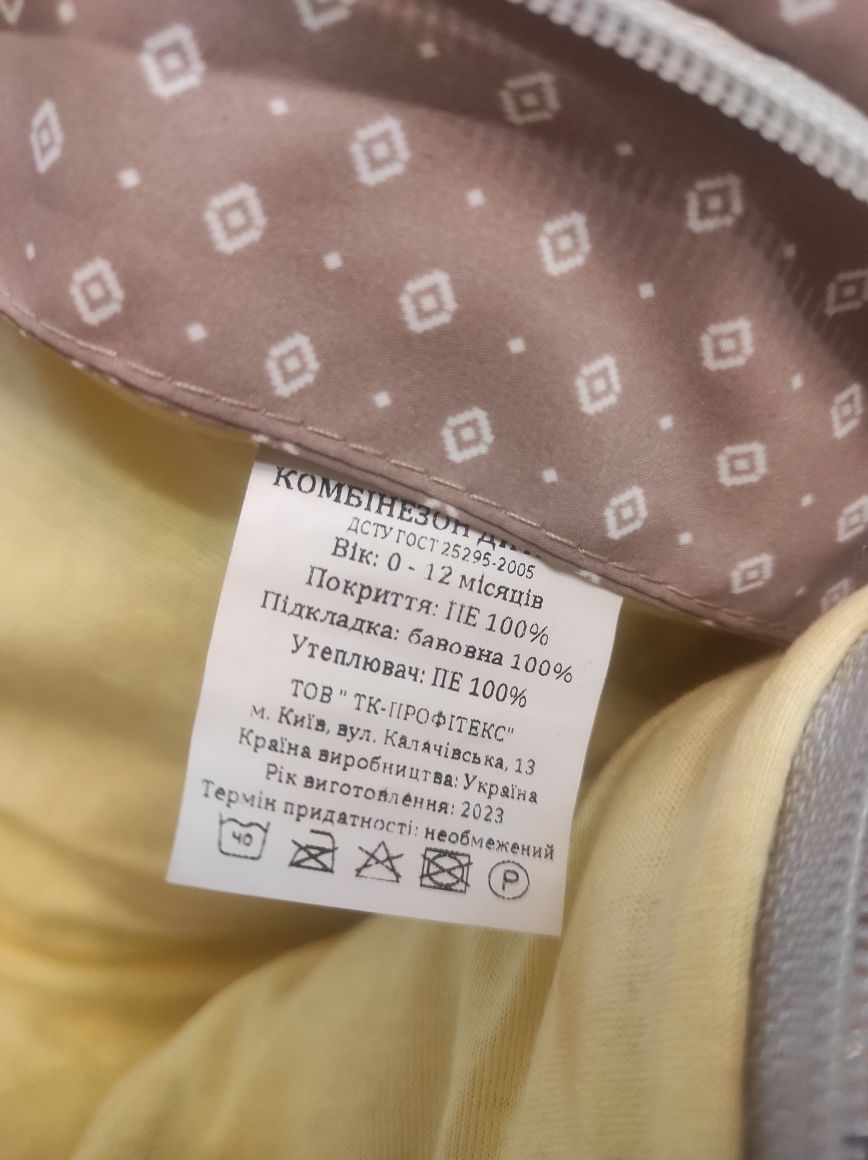 КОМБІНЕЗОН
ДСТУ ГОСТ 25295-2005
Вік: 0 - 12 місяців
Покриття: ПЕ 100%
Підкладка: бавовна 100%
Утеплювач: ПЕ 100%
ТОВ " ТК-ПРОФІТЕКС"
м. Київ, вул. Калачівська, 13
Країна виробництва: Україна
Рік виготовлення: 2023
Термін придатності: необмежений
40 P